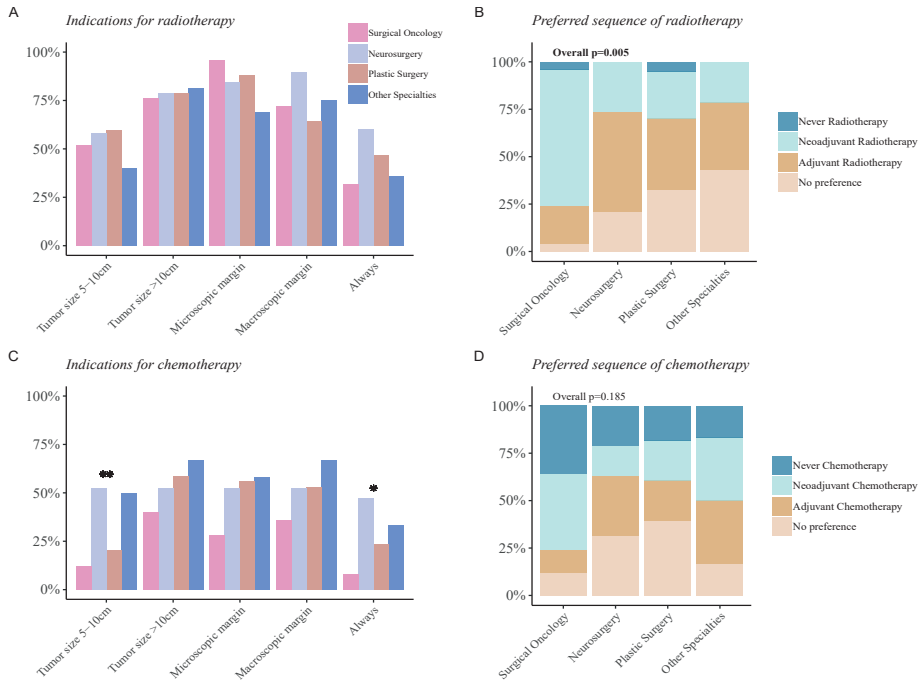 A
Indications for radiotherapy
100%
75%
50%
25%
0%
Tumor size 5−10cm
Tumor size >10cm
Microscopic margin
Macroscopic margin
Always
Surgical Oncology
Neurosurgery
Plastic Surgery
Other Specialties
B
Preferred sequence of radiotherapy
Overall p=0.005
100%
75%
50%
25%
0%
Surgical Oncology
Neurosurgery
Plastic Surgery
Other Specialties
Never Radiotherapy
Neoadjuvant Radiotherapy
Adjuvant Radiotherapy
No preference
C
Indications for chemotherapy
100%
75%
50%
25%
0%
**
*
Tumor size 5−10cm
Tumor size >10cm
Microscopic margin
Macroscopic margin
Always
D
Preferred sequence of chemotherapy
Overall p=0.185
100%
75%
50%
25%
0%
Surgical Oncology
Neurosurgery
Plastic Surgery
Other Specialties
Never Chemotherapy
Neoadjuvant Chemotherapy
Adjuvant Chemotherapy
No preference